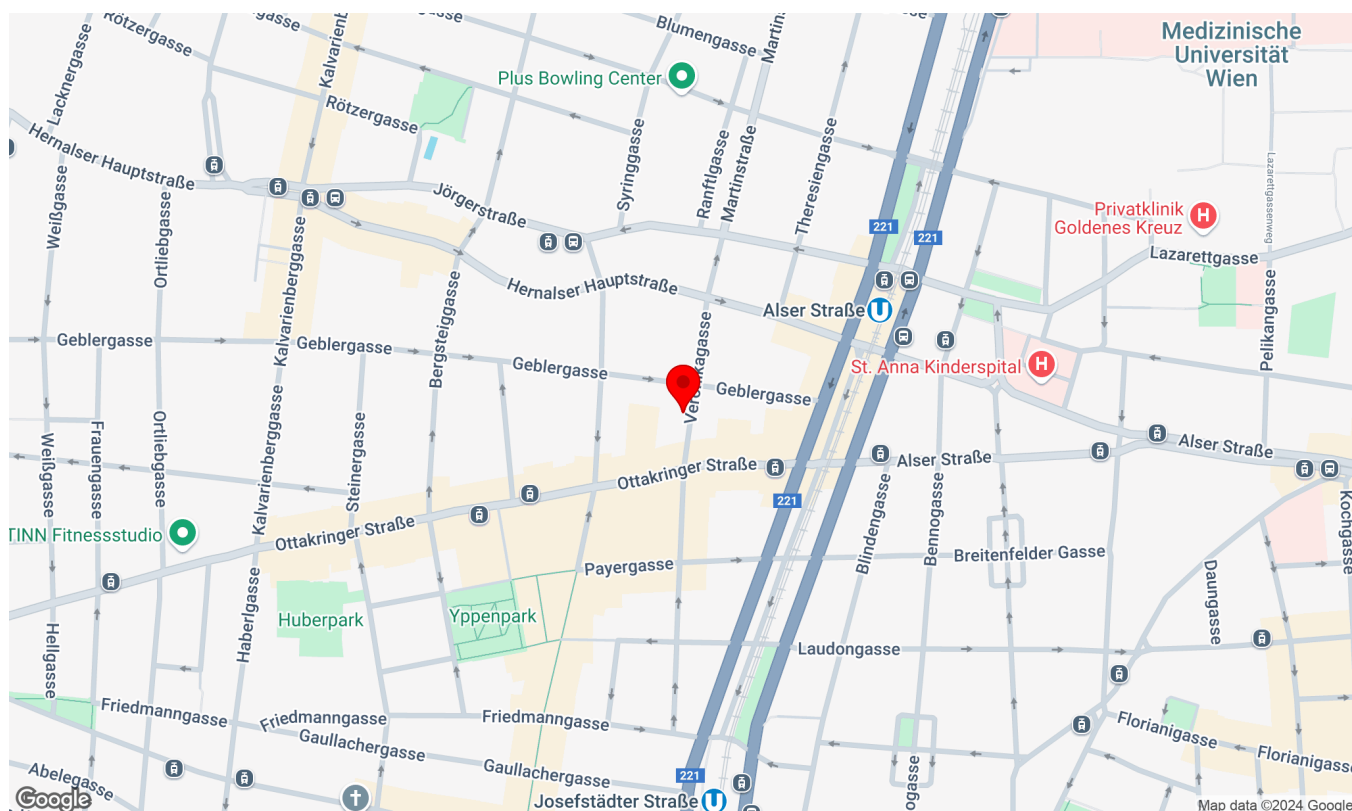 Rötzergasse
Blumengasse
Martinstraße
Medizinische
Universität
Wien
Plus Bowling Center
Lacknergasse
Rötzergasse
Hernalser Hauptstraße
Weißgasse
Ortliebgasse
Kalvarienberggasse
Jörgerstraße
Syringgasse
Ranftlgasse
Martinstraße
Theresiengasse
Lazarettgassenweg
Privatklinik
Goldenes Kreuz
Lazarettgasse
221
221
Hernalser Hauptstraße
Alser Straße
Pelikangasse
Bergsteiggasse
Geblergasse
Geblergasse
Geblergasse
Geblergasse
St. Anna Kinderspital
Weißgasse
Frauengasse
Ortliebgasse
Kalvarienberggasse
Steinergasse
Alser Straße
Alser Straße
Ottakringer Straße
Ottakringer Straße
221
Blindengasse
Bennogasse
Kochgasse
TINN Fitnessstudio
Payergasse
Breitenfelder Gasse
Daungasse
Huberpark
Yppenpark
Haberlgasse
Hellgasse
Laudongasse
Friedmanngasse
Friedmanngasse
Friedmanngasse
Gaullachergasse
Gaullachergasse
Florianigasse
Florianigasse
Abelegasse
221
Josefstädter Straße
Google
Map data ©2024 Google